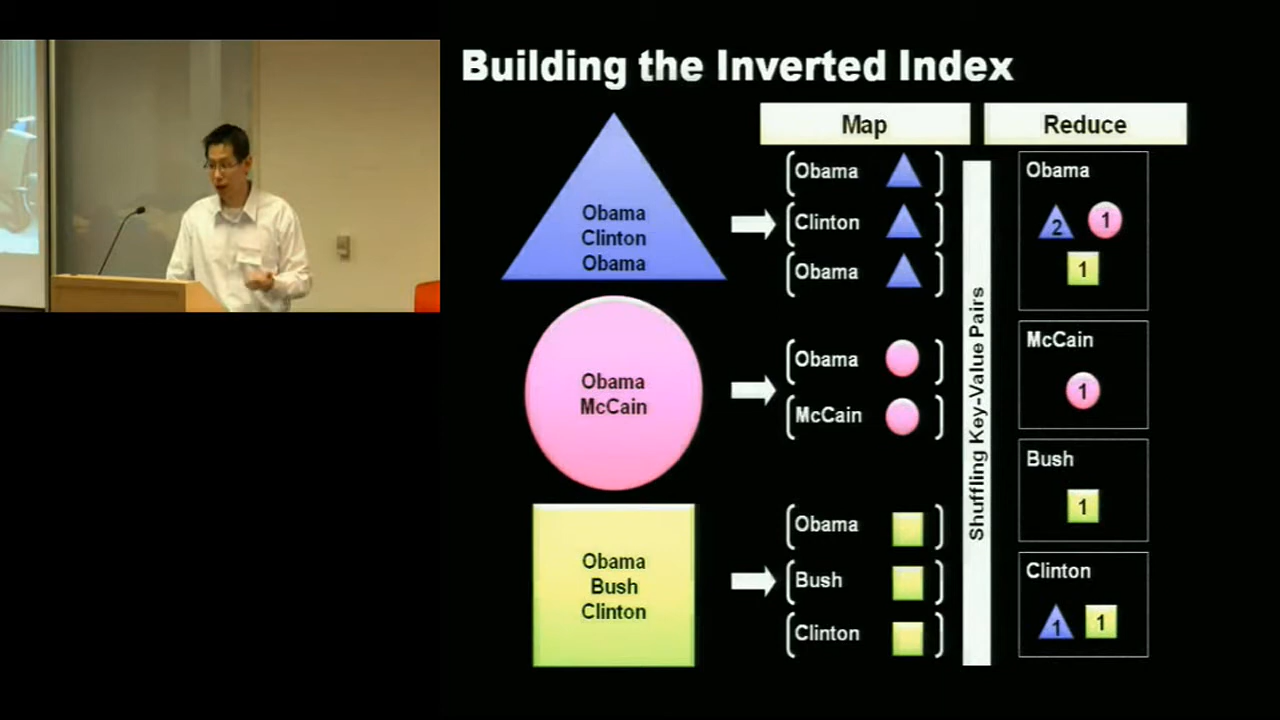 Building the Inverted Index
Map
Reduce
Obama
Clinton
Obama
Obama
Clinton
Obama
Obama
McCain
Obama
McCain
Obama
Bush
Clinton
Obama
Bush
Clinton
Shuffling Key-Value Pairs
Obama
2
1
1
McCain
1
Bush
1
Clinton
1
1